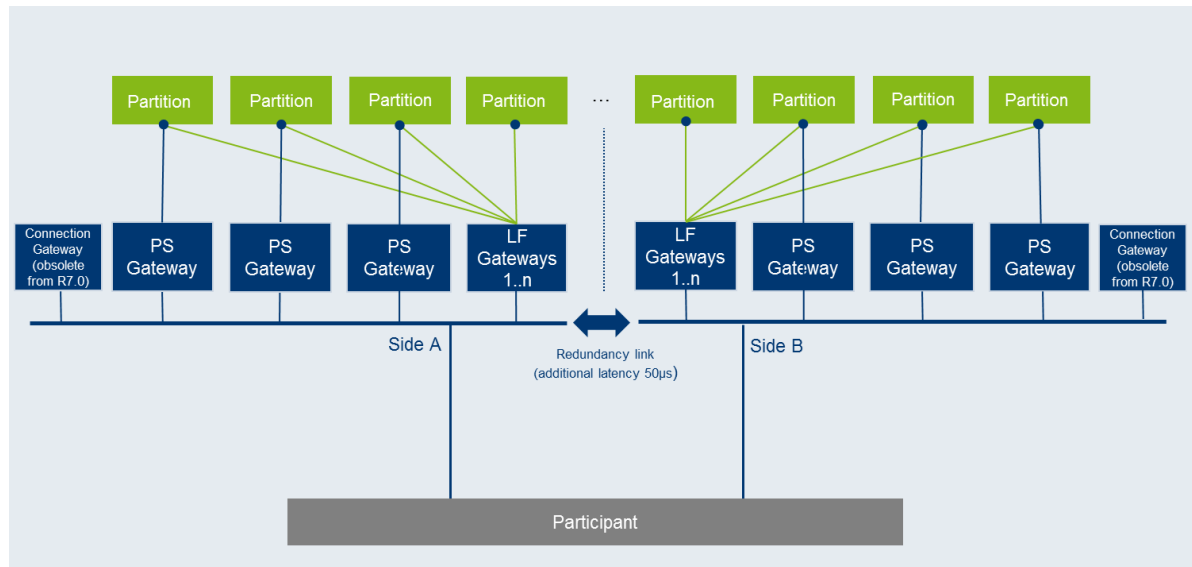 Partition
Partition
Partition
Partition
...
Partition
Partition
Partition
Partition
Connection
Gateway
(obsolete
from R7.0)
PS
Gateway
PS
Gateway
PS
Gateway
LF
Gateways
1..n
LF
Gateways
1..n
PS
Gateway
PS
Gateway
PS
Gateway
Connection
Gateway
(obsolete
from R7.0)
Side A
Redundancy link
(additional latency 50µs)
Side B
Participant